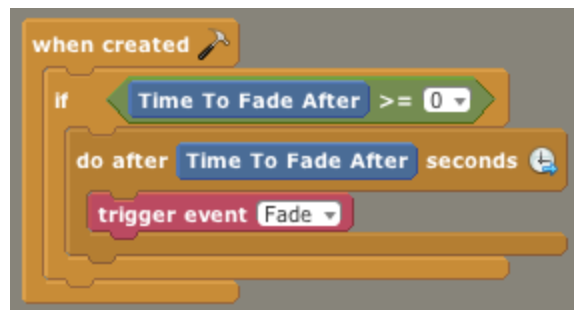 when created
if Time To Fade After >= 0
do after Time To Fade After seconds
trigger event Fade